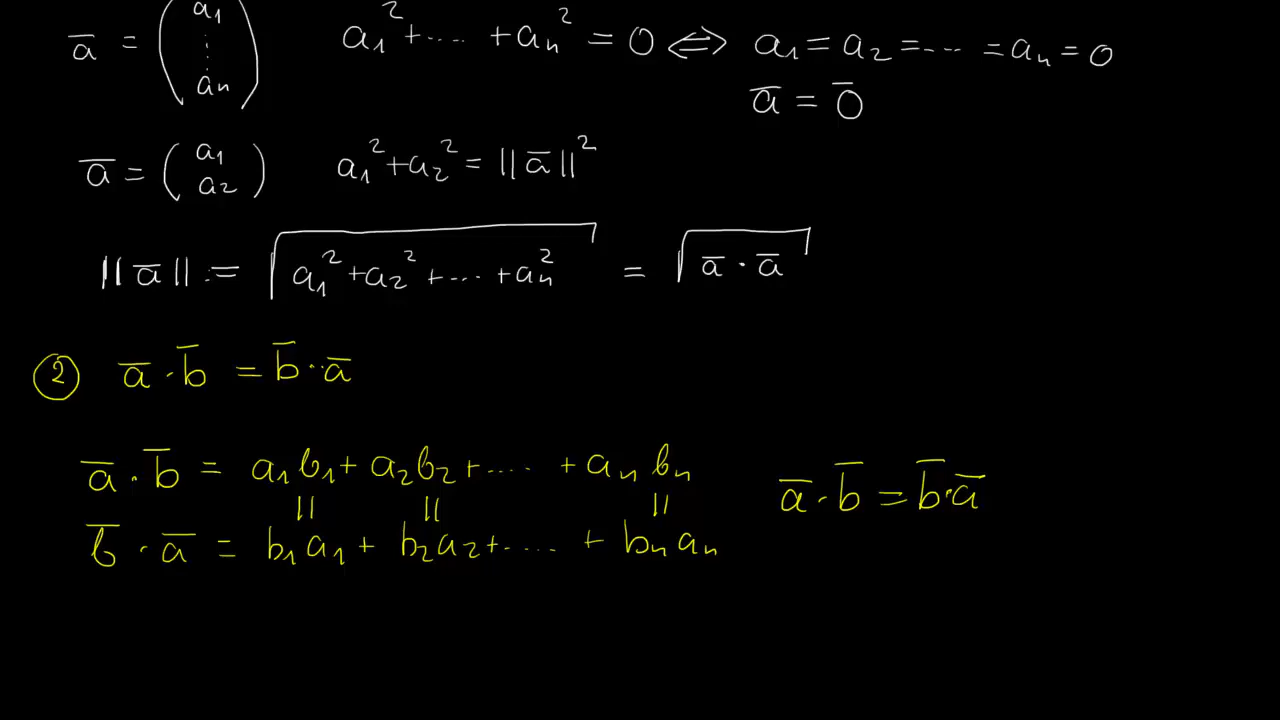 ā = (a₁ ⋮ aₙ) a₁² + .... + aₙ² = 0 ⇔ a₁ = a₂ = .... = aₙ = 0
ā = 0̄
ā = (a₁ a₂) a₁² + a₂² = ||ā||²
||ā|| := √(a₁² + a₂² + .... + aₙ²) = √(ā · ā)
② ā · b̄ = b̄ · ā
ā · b̄ = a₁b₁ + a₂b₂ + .... + aₙbₙ
|| || || ā · b̄ = b̄ · ā
b̄ · ā = b₁a₁ + b₂a₂ + .... + bₙaₙ